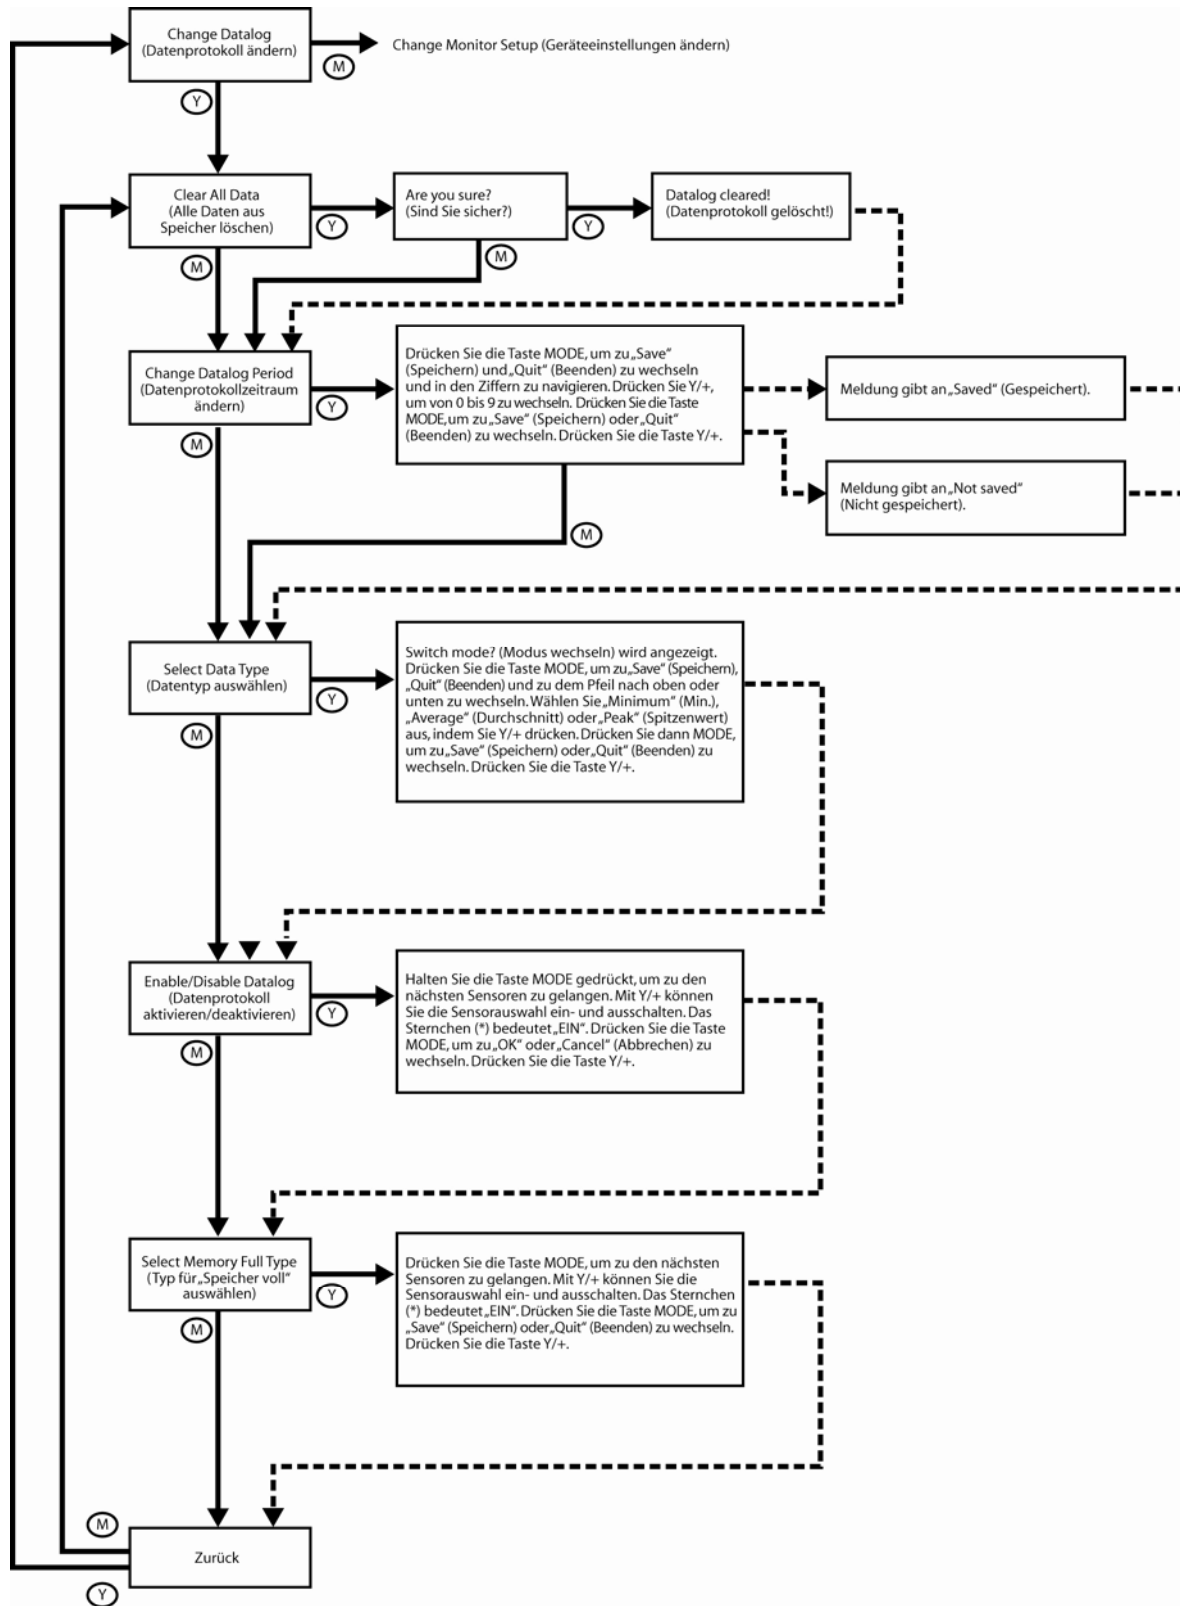 Change Datalog
(Datenprotokoll ändern)
M
Change Monitor Setup (Geräteeinstellungen ändern)
Y
Clear All Data
(Alle Daten aus
Speicher löschen)
Y
Are you sure?
(Sind Sie sicher?)
Y
Datalog cleared!
(Datenprotokoll gelöscht!)
M
M
Change Datalog Period
(Datenprotokollzeitraum
ändern)
Y
Drücken Sie die Taste MODE, um zu „Save“
(Speichern) und „Quit“ (Beenden) zu wechseln
und in den Ziffern zu navigieren. Drücken Sie Y/+,
um von 0 bis 9 zu wechseln. Drücken Sie die Taste
MODE, um zu „Save“ (Speichern) oder „Quit“
(Beenden) zu wechseln. Drücken Sie die Taste Y/+.
Meldung gibt an „Saved“ (Gespeichert).
M
Meldung gibt an „Not saved“
(Nicht gespeichert).
M
Select Data Type
(Datentyp auswählen)
Y
Switch mode? (Modus wechseln) wird angezeigt.
Drücken Sie die Taste MODE, um zu „Save“ (Speichern),
„Quit“ (Beenden) und zu dem Pfeil nach oben oder
unten zu wechseln. Wählen Sie „Minimum“ (Min.),
„Average“ (Durchschnitt) oder „Peak“ (Spitzenwert)
aus, indem Sie Y/+ drücken. Drücken Sie dann MODE,
um zu „Save“ (Speichern) oder „Quit“ (Beenden) zu
wechseln. Drücken Sie die Taste Y/+.
M
Enable/Disable Datalog
(Datenprotokoll
aktivieren/deaktivieren)
Y
Halten Sie die Taste MODE gedrückt, um zu den
nächsten Sensoren zu gelangen. Mit Y/+ können
Sie die Sensorauswahl ein- und ausschalten. Das
Sternchen (*) bedeutet „EIN“. Drücken Sie die Taste
MODE, um zu „OK“ oder „Cancel“ (Abbrechen) zu
wechseln. Drücken Sie die Taste Y/+.
M
Select Memory Full Type
(Typ für „Speicher voll“
auswählen)
Y
Drücken Sie die Taste MODE, um zu den nächsten
Sensoren zu gelangen. Mit Y/+ können Sie die
Sensorauswahl ein- und ausschalten. Das Sternchen
(*) bedeutet „EIN“. Drücken Sie die Taste MODE, um zu
„Save“ (Speichern) oder „Quit“ (Beenden) zu wechseln.
Drücken Sie die Taste Y/+.
M
M
Zurück
Y